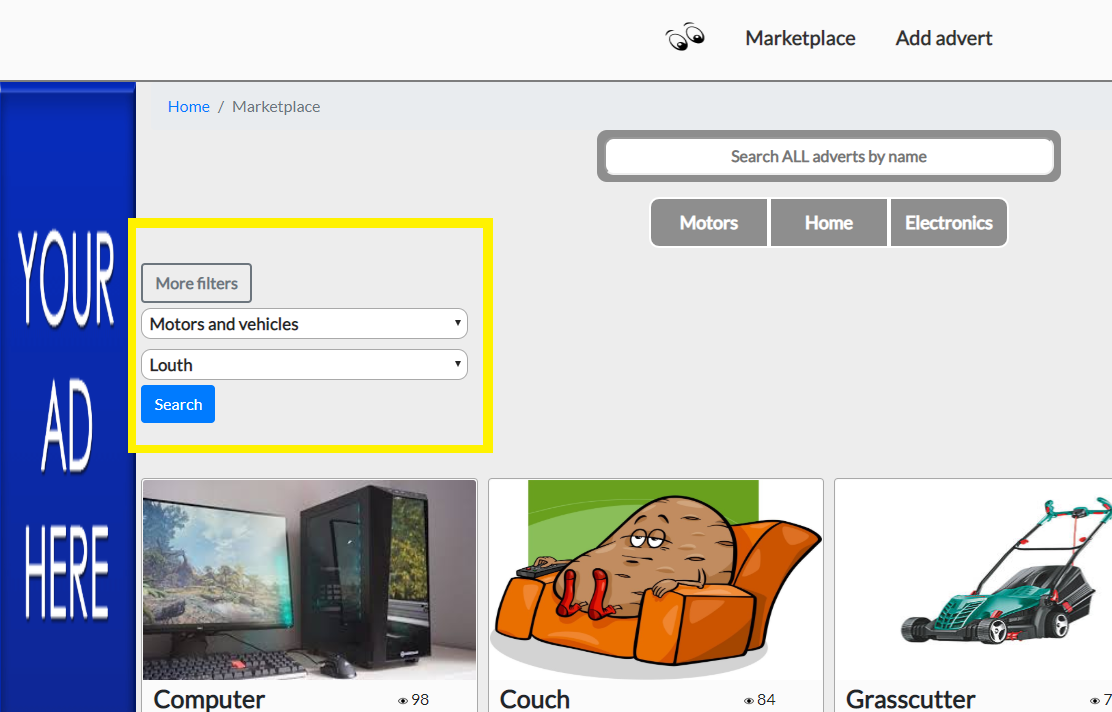 Marketplace
Add advert
Home / Marketplace
Search ALL adverts by name
Motors
Home
Electronics
YOUR
AD
HERE
More filters
Motors and vehicles
Louth
Search
Computer
98
Couch
84
Grasscutter